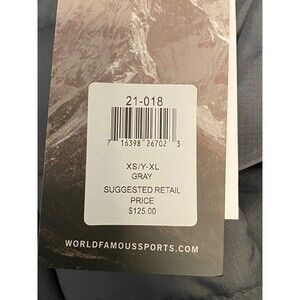 21-018
7 16398 26702 3
XS/Y-XL
GRAY
SUGGESTED RETAIL
PRICE
$125.00
WORLDFAMOUSSPORTS.COM